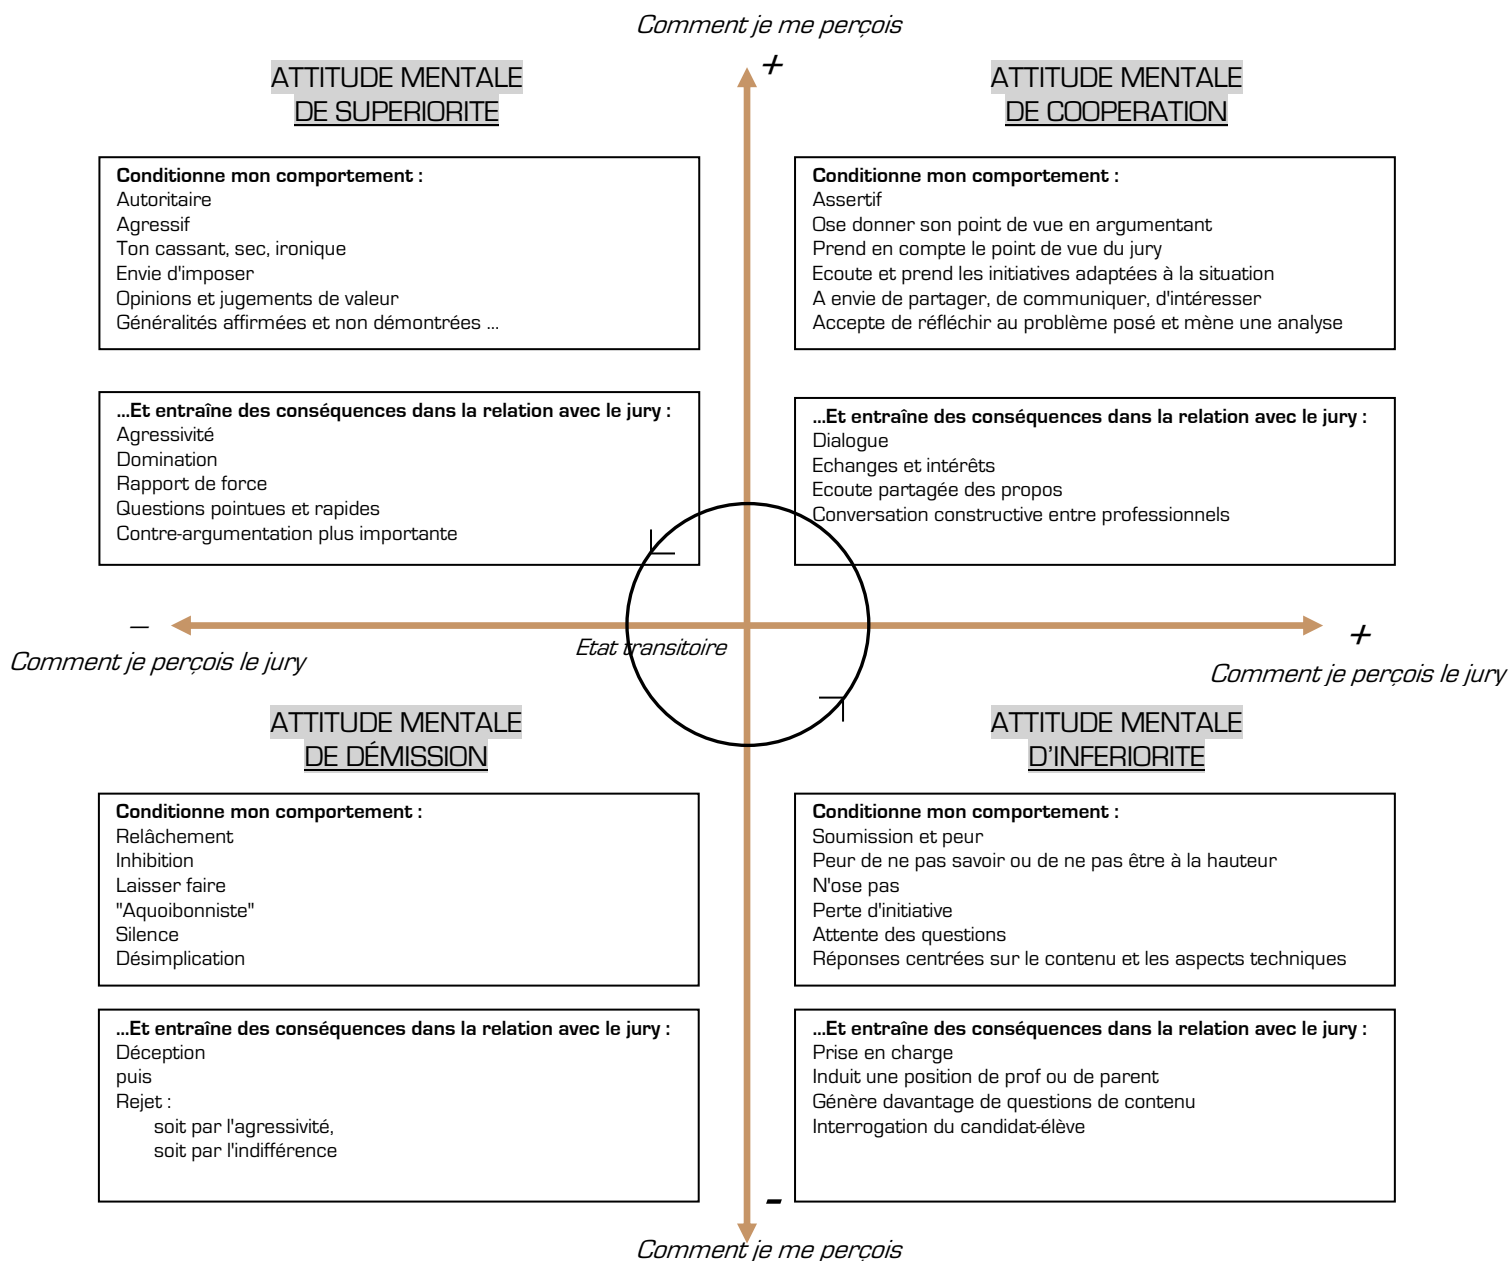 Comment je me perçois
+
ATTITUDE MENTALE
DE SUPERIORITE
Conditionne mon comportement :
Autoritaire
Agressif
Ton cassant, sec, ironique
Envie d'imposer
Opinions et jugements de valeur
Généralités affirmées et non démontrées ...
...Et entraîne des conséquences dans la relation avec le jury :
Agressivité
Domination
Rapport de force
Questions pointues et rapides
Contre-argumentation plus importante
ATTITUDE MENTALE
DE COOPERATION
Conditionne mon comportement :
Assertif
Ose donner son point de vue en argumentant
Prend en compte le point de vue du jury
Ecoute et prend les initiatives adaptées à la situation
A envie de partager, de communiquer, d'intéresser
Accepte de réfléchir au problème posé et mène une analyse
...Et entraîne des conséquences dans la relation avec le jury :
Dialogue
Echanges et intérêts
Ecoute partagée des propos
Conversation constructive entre professionnels
–
Comment je perçois le jury
Etat transitoire
+
Comment je perçois le jury
ATTITUDE MENTALE
DE DÉMISSION
Conditionne mon comportement :
Relâchement
Inhibition
Laisser faire
"Aquoibonniste"
Silence
Désimplication
...Et entraîne des conséquences dans la relation avec le jury :
Déception
puis
Rejet :
soit par l'agressivité,
soit par l'indifférence
ATTITUDE MENTALE
D'INFERIORITE
Conditionne mon comportement :
Soumission et peur
Peur de ne pas savoir ou de ne pas être à la hauteur
N'ose pas
Perte d'initiative
Attente des questions
Réponses centrées sur le contenu et les aspects techniques
...Et entraîne des conséquences dans la relation avec le jury :
Prise en charge
Induit une position de prof ou de parent
Génère davantage de questions de contenu
Interrogation du candidat-élève
-
Comment je me perçois